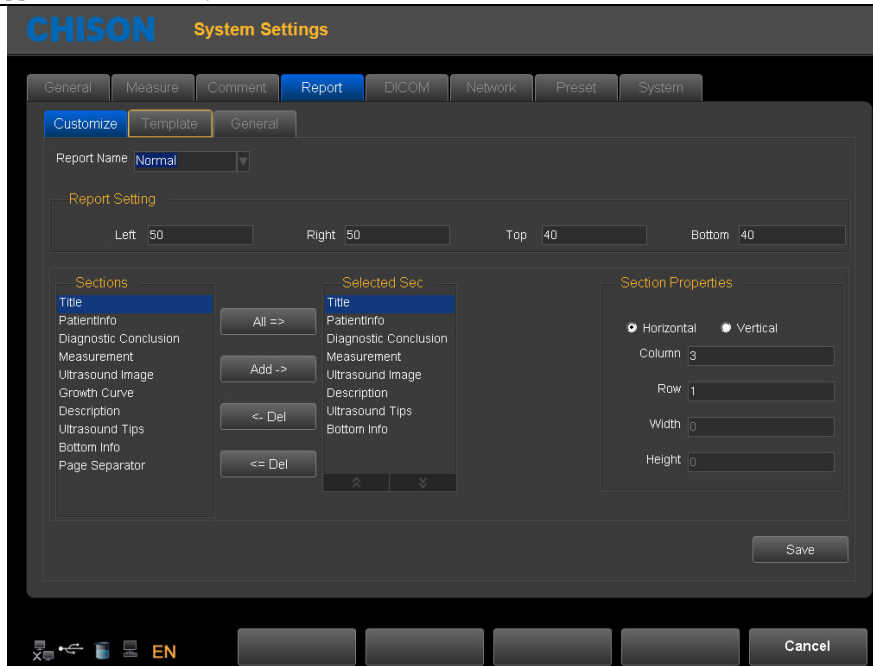 CHISON System Settings
General Measure Comment Report DICOM Network Preset System
Customize Template General
Report Name Normal
Report Setting
Left 50 Right 50 Top 40 Bottom 40
Sections
Title
PatientInfo
Diagnostic Conclusion
Measurement
Ultrasound Image
Growth Curve
Description
Ultrasound Tips
Bottom Info
Page Separator
All =>
Add ->
<- Del
<= Del
Selected Sec
Title
PatientInfo
Diagnostic Conclusion
Measurement
Ultrasound Image
Description
Ultrasound Tips
Bottom Info
Section Properties
Horizontal Vertical
Column 3
Row 1
Width 0
Height 0
Save
EN Cancel